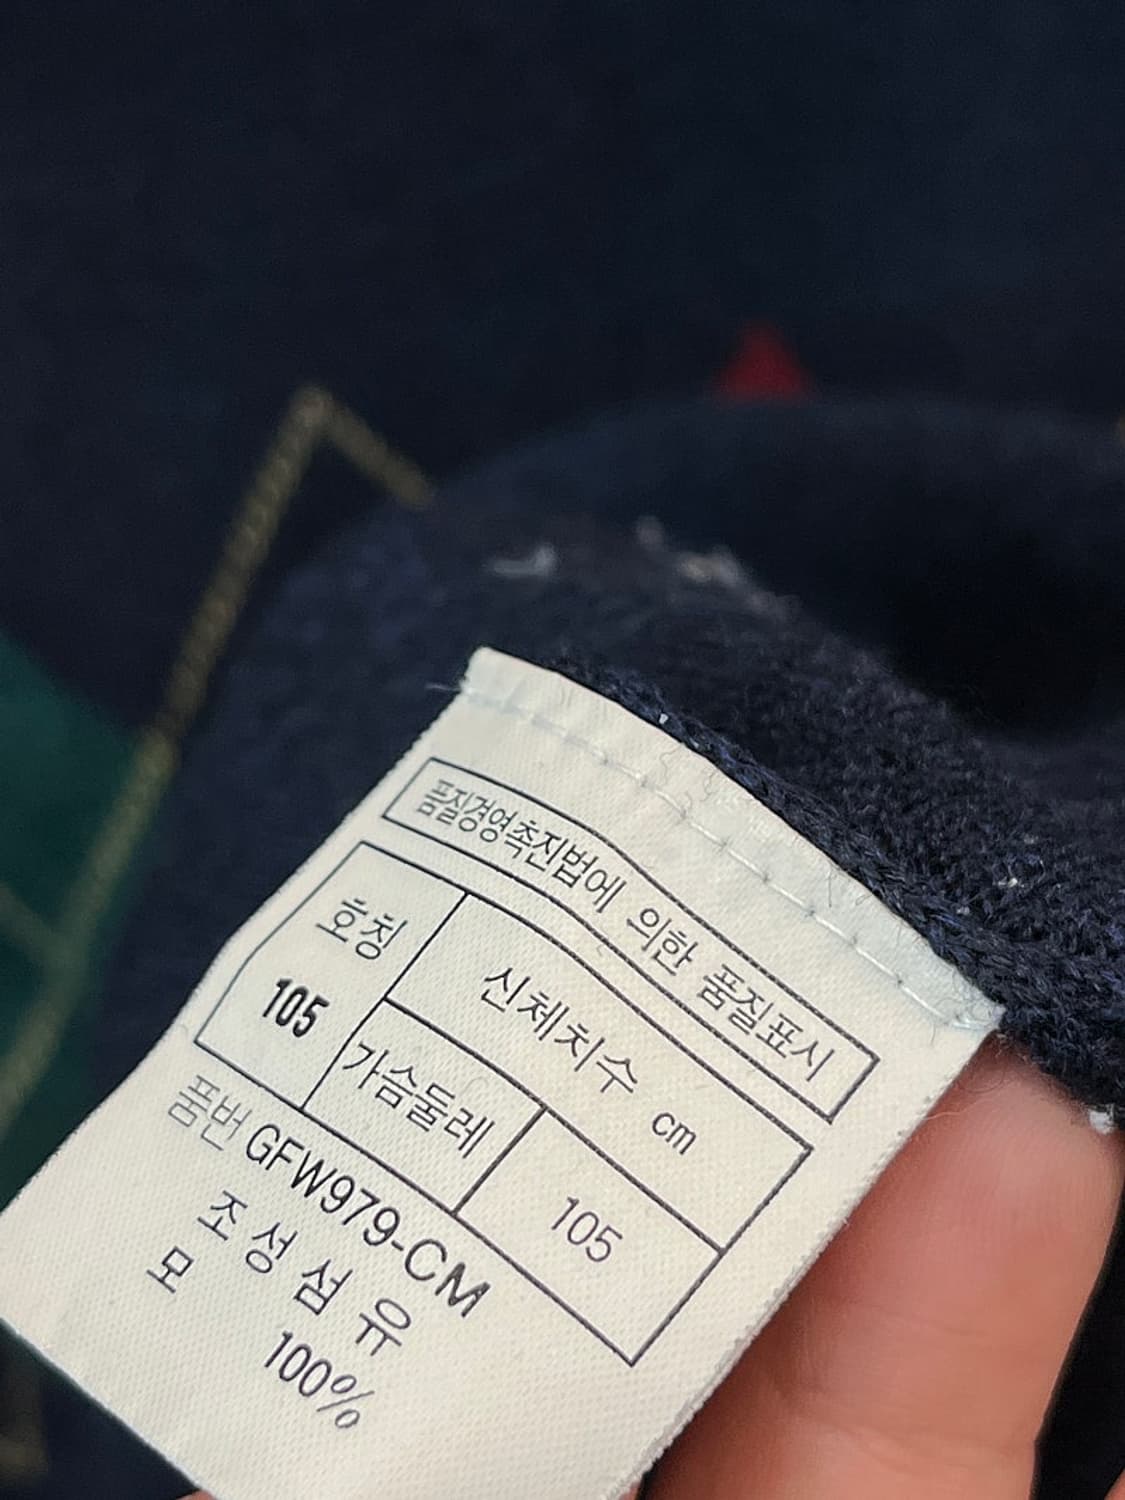 품질경영촉진법에 의한 품질표시
호칭
105
신체치수 cm
가슴둘레 105
품번 GFW979-CM
조성섬유
모 100%